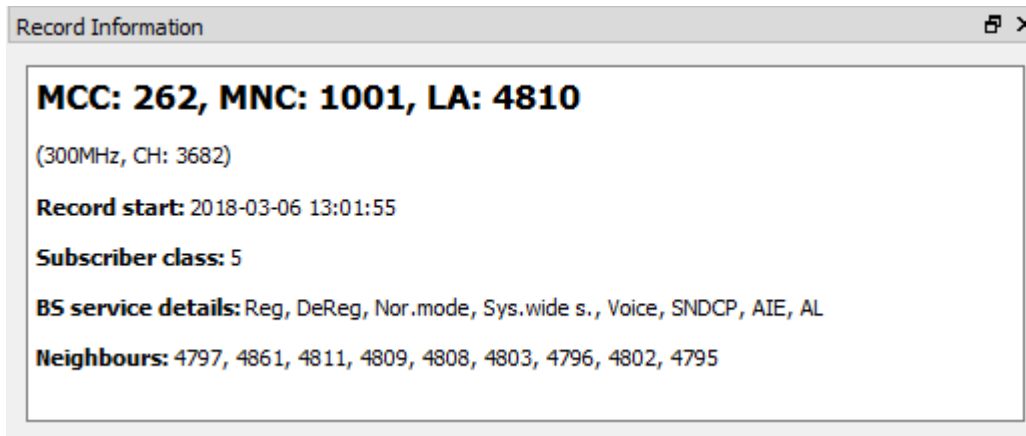 Record Information
MCC: 262, MNC: 1001, LA: 4810
(300MHz, CH: 3682)
Record start: 2018-03-06 13:01:55
Subscriber class: 5
BS service details: Reg, DeReg, Nor.mode, Sys.wide s., Voice, SNDCP, AIE, AL
Neighbours: 4797, 4861, 4811, 4809, 4808, 4803, 4796, 4802, 4795